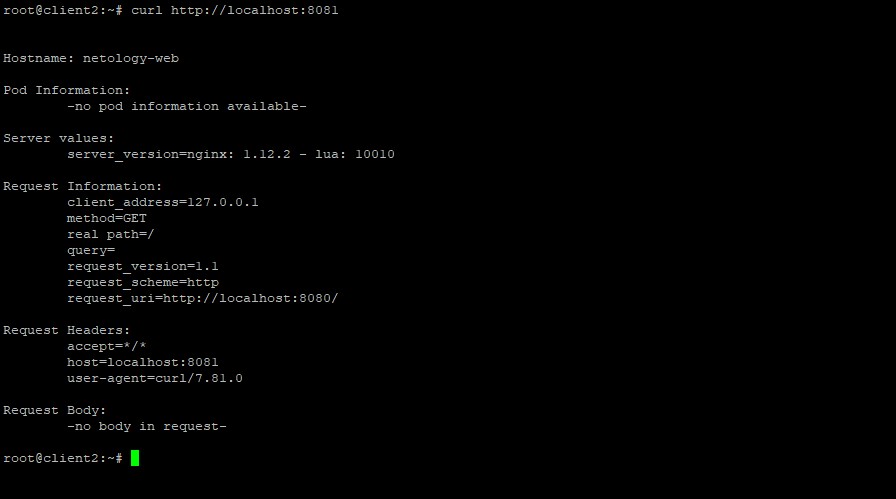 root@client2:~# curl http://localhost:8081
Hostname: netology-web
Pod Information:
-no pod information available-
Server values:
server_version=nginx: 1.12.2 - lua: 10010
Request Information:
client_address=127.0.0.1
method=GET
real path=/
query=
request_version=1.1
request_scheme=http
request_uri=http://localhost:8080/
Request Headers:
accept=*/*
host=localhost:8081
user-agent=curl/7.81.0
Request Body:
-no body in request-
root@client2:~#